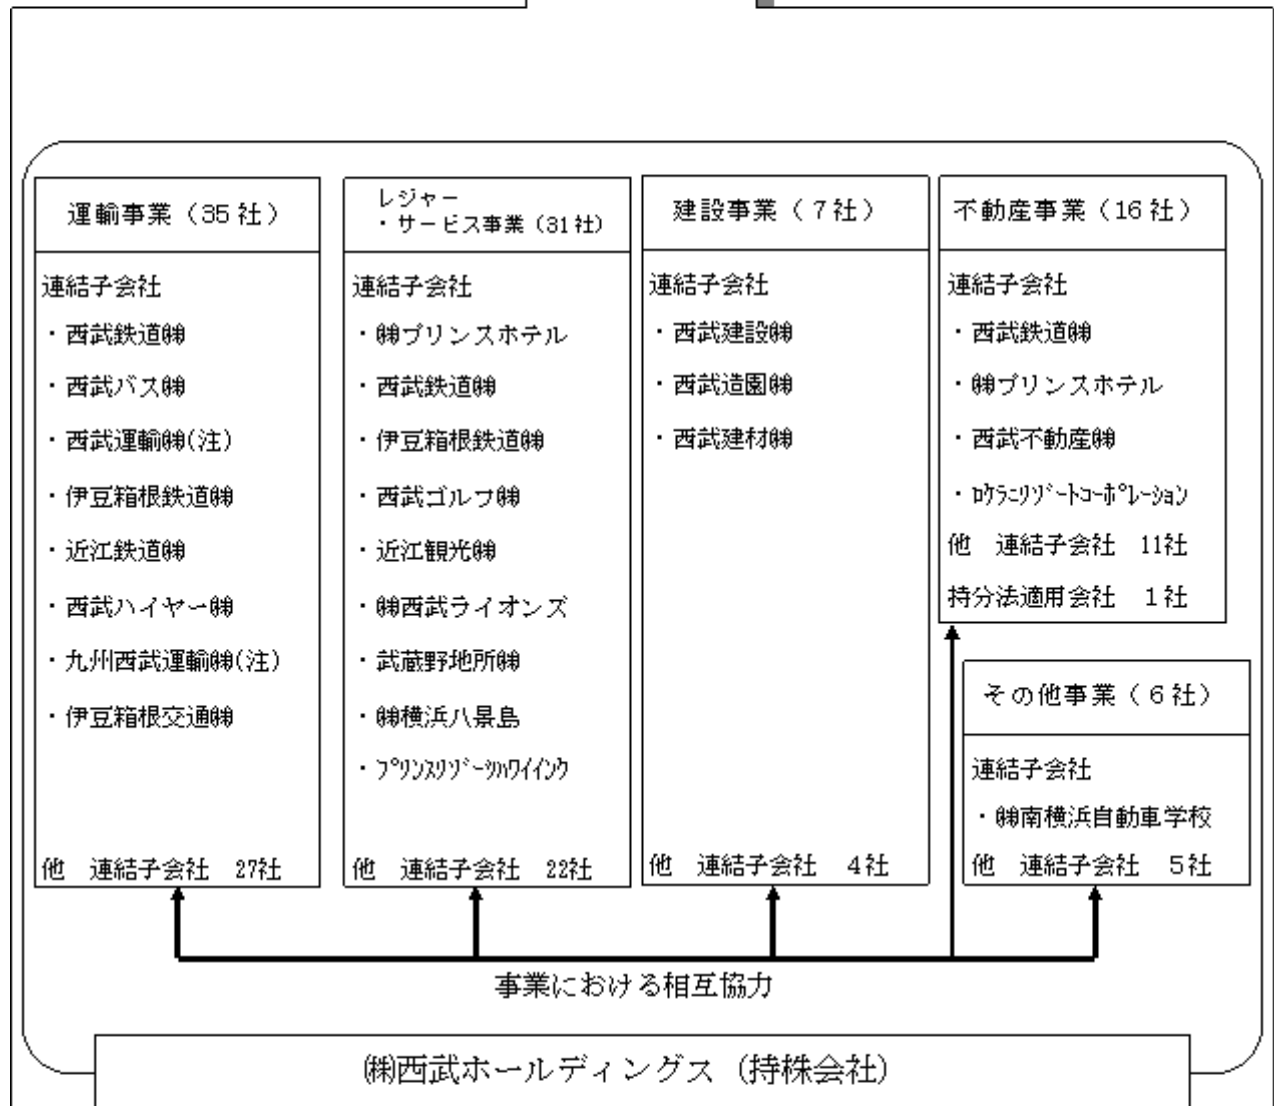 運輸事業（35社）
連結子会社
・西武鉄道㈱
・西武バス㈱
・西武運輸㈱(注)
・伊豆箱根鉄道㈱
・近江鉄道㈱
・西武ハイヤー㈱
・九州西武運輸㈱(注)
・伊豆箱根交通㈱
他　連結子会社　27社
レジャー
・サービス事業（31社）
連結子会社
・㈱プリンスホテル
・西武鉄道㈱
・伊豆箱根鉄道㈱
・西武ゴルフ㈱
・近江観光㈱
・㈱西武ライオンズ
・武蔵野地所㈱
・㈱横浜八景島
・ﾌﾟﾘﾝｽﾘｿﾞｰﾂﾊﾜｲｲﾝｸ
他　連結子会社　22社
建設事業（７社）
連結子会社
・西武建設㈱
・西武造園㈱
・西武建材㈱
他　連結子会社　４社
不動産事業（16社）
連結子会社
・西武鉄道㈱
・㈱プリンスホテル
・西武不動産㈱
・ﾛｹﾗﾆﾘｿﾞｰﾄｺｰﾎﾟﾚｰｼｮﾝ
他　連結子会社　11社
持分法適用会社　１社
その他事業（６社）
連結子会社
・㈱南横浜自動車学校
他　連結子会社　５社
事業における相互協力
㈱西武ホールディングス（持株会社）